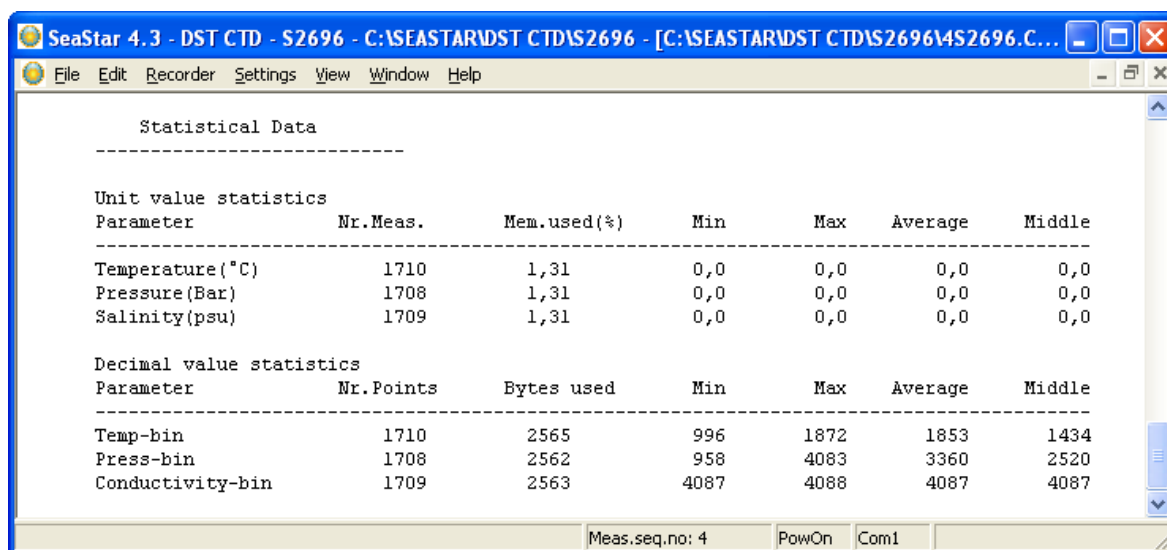 SeaStar 4.3 - DST CTD - S2696 - C:\SEASTAR\DST CTD\S2696 - [C:\SEASTAR\DST CTD\S2696\4S2696.C...
File Edit Recorder Settings View Window Help
Statistical Data
----------------------------
Unit value statistics
Parameter Nr.Meas. Mem.used(%) Min Max Average Middle
------------------------------------------------------------------------------------------
Temperature(°C) 1710 1,31 0,0 0,0 0,0 0,0
Pressure(Bar) 1708 1,31 0,0 0,0 0,0 0,0
Salinity(psu) 1709 1,31 0,0 0,0 0,0 0,0
Decimal value statistics
Parameter Nr.Points Bytes used Min Max Average Middle
------------------------------------------------------------------------------------------
Temp-bin 1710 2565 996 1872 1853 1434
Press-bin 1708 2562 958 4083 3360 2520
Conductivity-bin 1709 2563 4087 4088 4087 4087
Meas.seq.no: 4 PowOn Com1